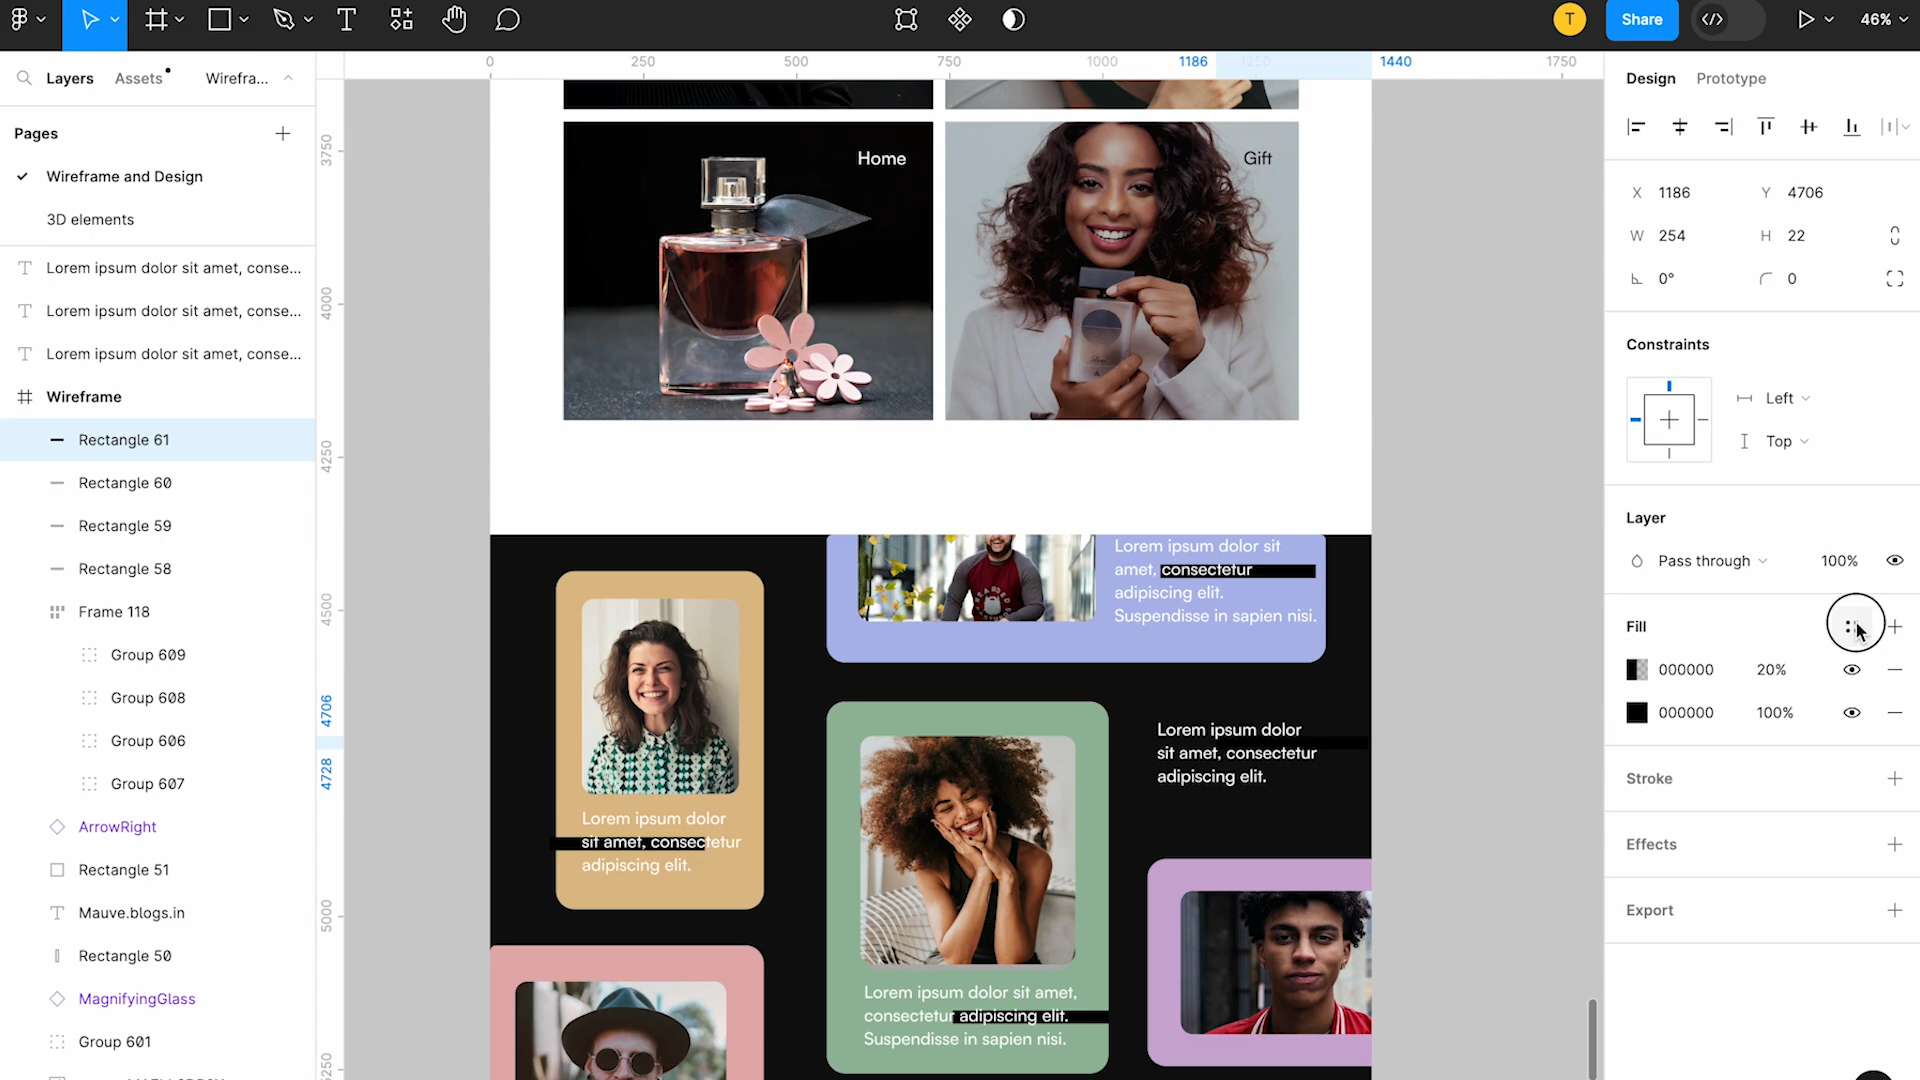 T
Share
46%
Layers
Assets
Wirefra...
Pages
Wireframe and Design
3D elements
Lorem ipsum dolor sit amet, conse...
Lorem ipsum dolor sit amet, conse...
Lorem ipsum dolor sit amet, conse...
Wireframe
Rectangle 61
Rectangle 60
Rectangle 59
Rectangle 58
Frame 118
Group 609
Group 608
Group 606
Group 607
ArrowRight
Rectangle 51
Mauve.blogs.in
Rectangle 50
MagnifyingGlass
Group 601
0
250
500
750
1000
1186
1250
1440
1750
3750
4000
4250
4500
4706
4728
5000
5250
Home
Gift
Lorem ipsum dolor sit
amet, consectetur
adipiscing elit.
Suspendisse in sapien nisi.
Lorem ipsum dolor
sit amet, consectetur
adipiscing elit.
Lorem ipsum dolor
sit amet, consectetur
adipiscing elit.
Lorem ipsum dolor sit amet,
consectetur adipiscing elit.
Suspendisse in sapien nisi.
Design
Prototype
X 1186
Y 4706
W 254
H 22
0°
0
Constraints
Left
Top
Layer
Pass through
100%
Fill
000000
20%
000000
100%
Stroke
Effects
Export